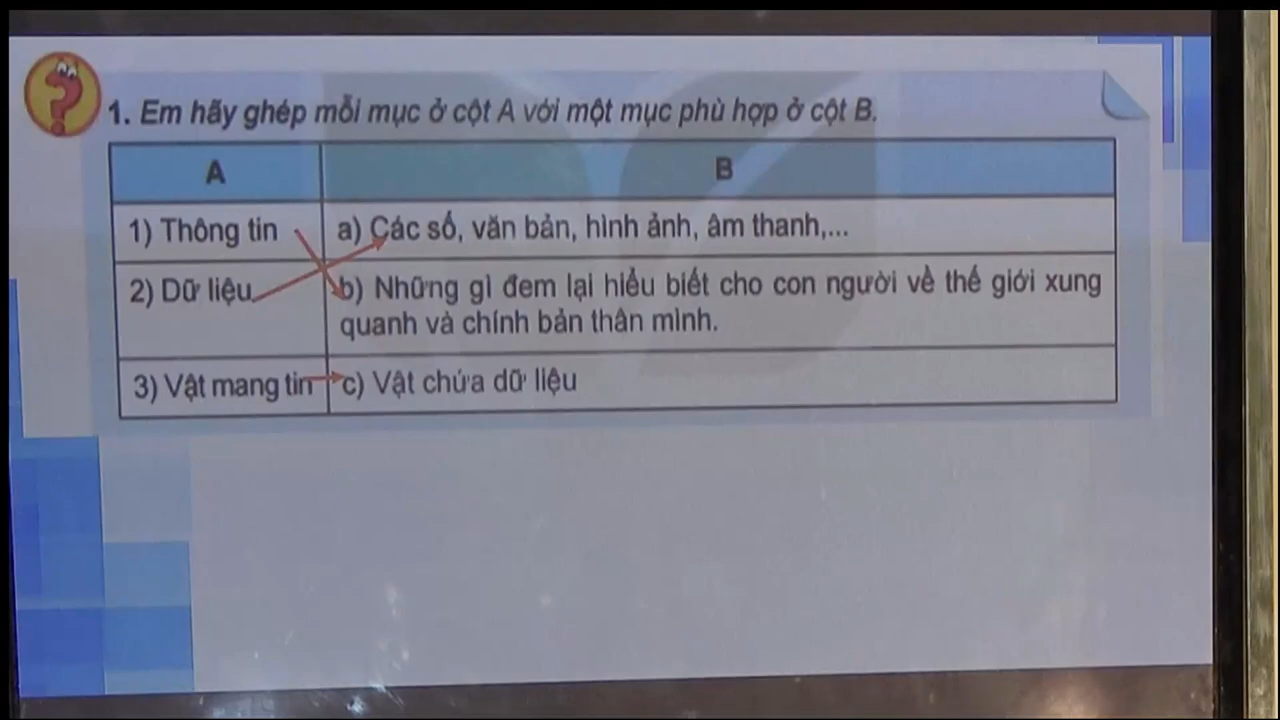 1. Em hãy ghép mỗi mục ở cột A với một mục phù hợp ở cột B.
A
B
1) Thông tin
a) Các số, văn bản, hình ảnh, âm thanh,...
2) Dữ liệu
b) Những gì đem lại hiểu biết cho con người về thế giới xung
quanh và chính bản thân mình.
3) Vật mang tin
c) Vật chứa dữ liệu